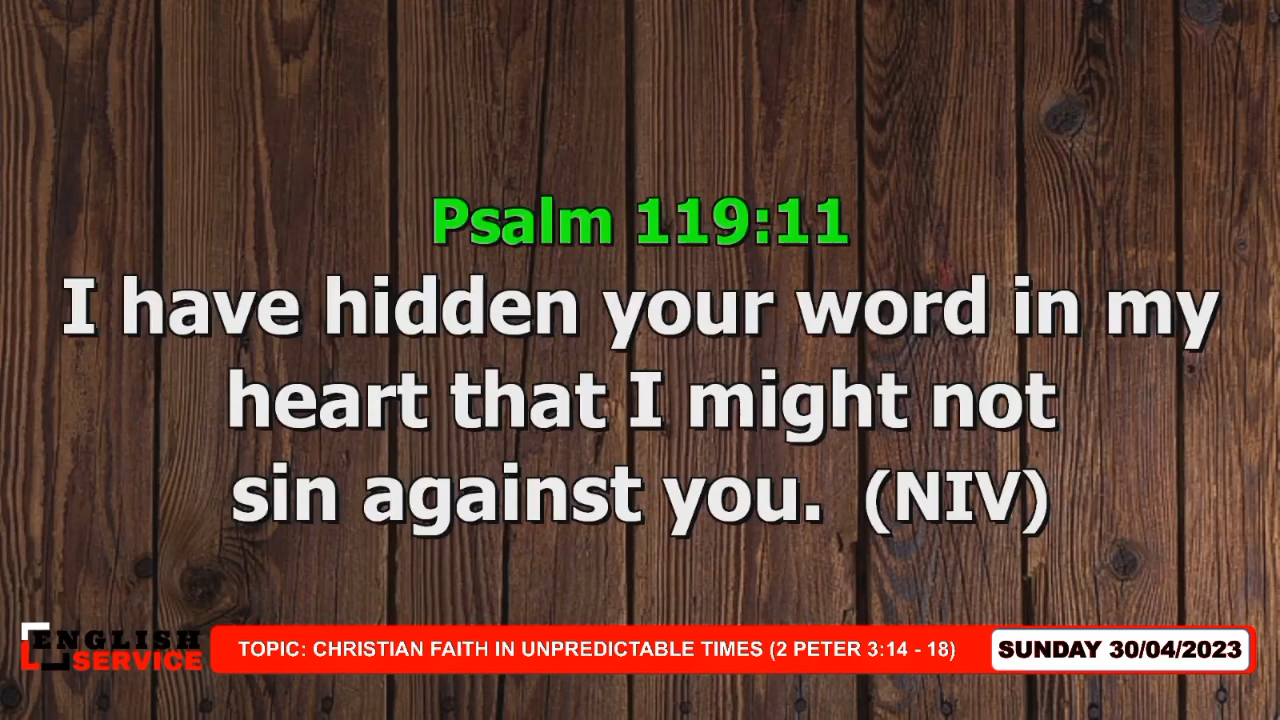 Psalm 119:11
I have hidden your word in my
heart that I might not
sin against you. (NIV)
ENGLISH
SERVICE
TOPIC: CHRISTIAN FAITH IN UNPREDICTABLE TIMES (2 PETER 3:14 - 18)
SUNDAY 30/04/2023